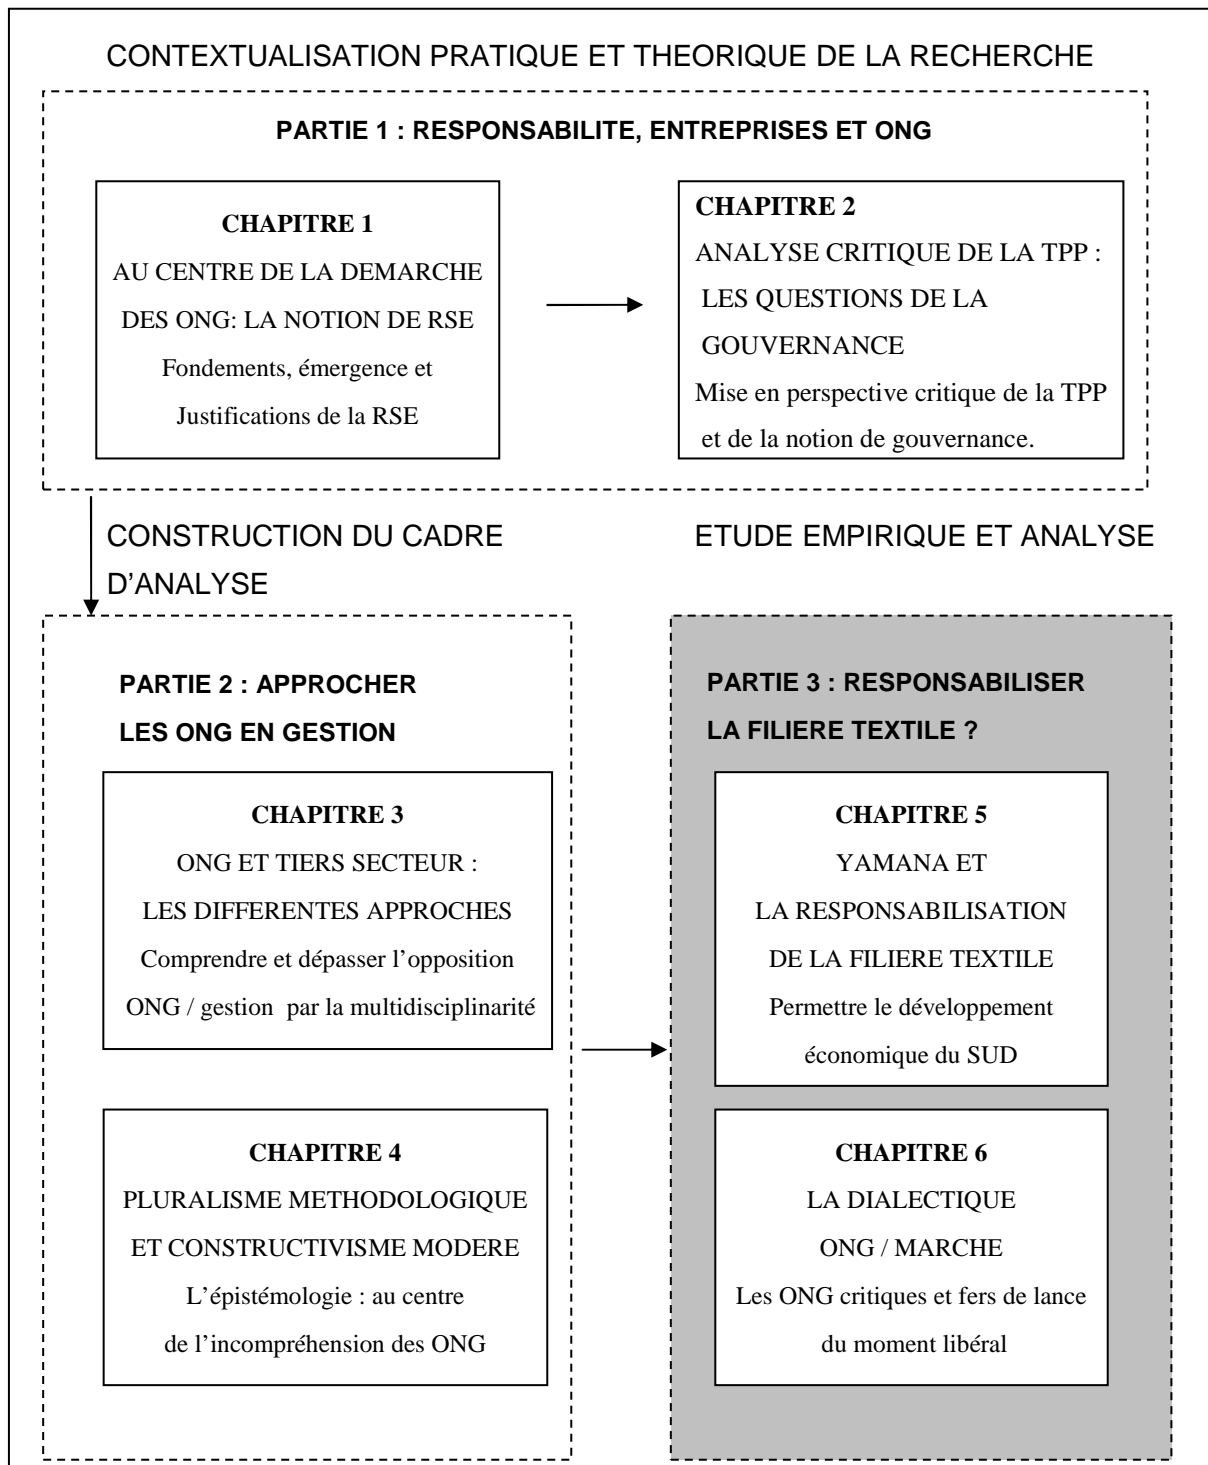 CONTEXTUALISATION PRATIQUE ET THEORIQUE DE LA RECHERCHE
PARTIE 1 : RESPONSABILITE, ENTREPRISES ET ONG
CHAPITRE 1
AU CENTRE DE LA DEMARCHE
DES ONG: LA NOTION DE RSE
Fondements, émergence et
Justifications de la RSE
CHAPITRE 2
ANALYSE CRITIQUE DE LA TPP :
LES QUESTIONS DE LA
GOUVERNANCE
Mise en perspective critique de la TPP
et de la notion de gouvernance.
CONSTRUCTION DU CADRE
D’ANALYSE
PARTIE 2 : APPROCHER
LES ONG EN GESTION
CHAPITRE 3
ONG ET TIERS SECTEUR :
LES DIFFERENTES APPROCHES
Comprendre et dépasser l’opposition
ONG / gestion par la multidisciplinarité
CHAPITRE 4
PLURALISME METHODOLOGIQUE
ET CONSTRUCTIVISME MODERE
L’épistémologie : au centre
de l’incompréhension des ONG
ETUDE EMPIRIQUE ET ANALYSE
PARTIE 3 : RESPONSABILISER
LA FILIERE TEXTILE ?
CHAPITRE 5
YAMANA ET
LA RESPONSABILISATION
DE LA FILIERE TEXTILE
Permettre le développement
économique du SUD
CHAPITRE 6
LA DIALECTIQUE
ONG / MARCHE
Les ONG critiques et fers de lance
du moment libéral